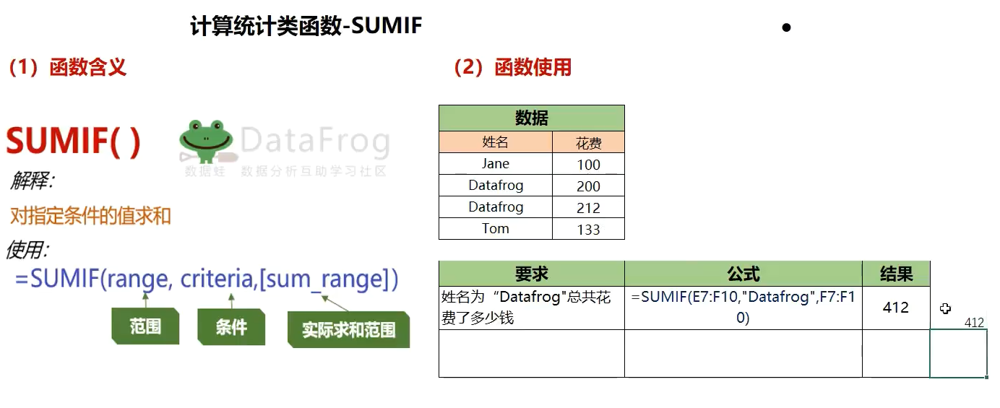 计算统计类函数-SUMIF
（1）函数含义
（2）函数使用
SUMIF( )
DataFrog
数据蛙 数据分析互助学习社区
解释：
对指定条件的值求和
使用：
=SUMIF(range, criteria,[sum_range])
范围
条件
实际求和范围
数据
姓名 花费
Jane 100
Datafrog 200
Datafrog 212
Tom 133
要求 公式 结果
姓名为“Datafrog"总共花
费了多少钱
=SUMIF(E7:F10,"Datafrog",F7:F1
0)
412
412